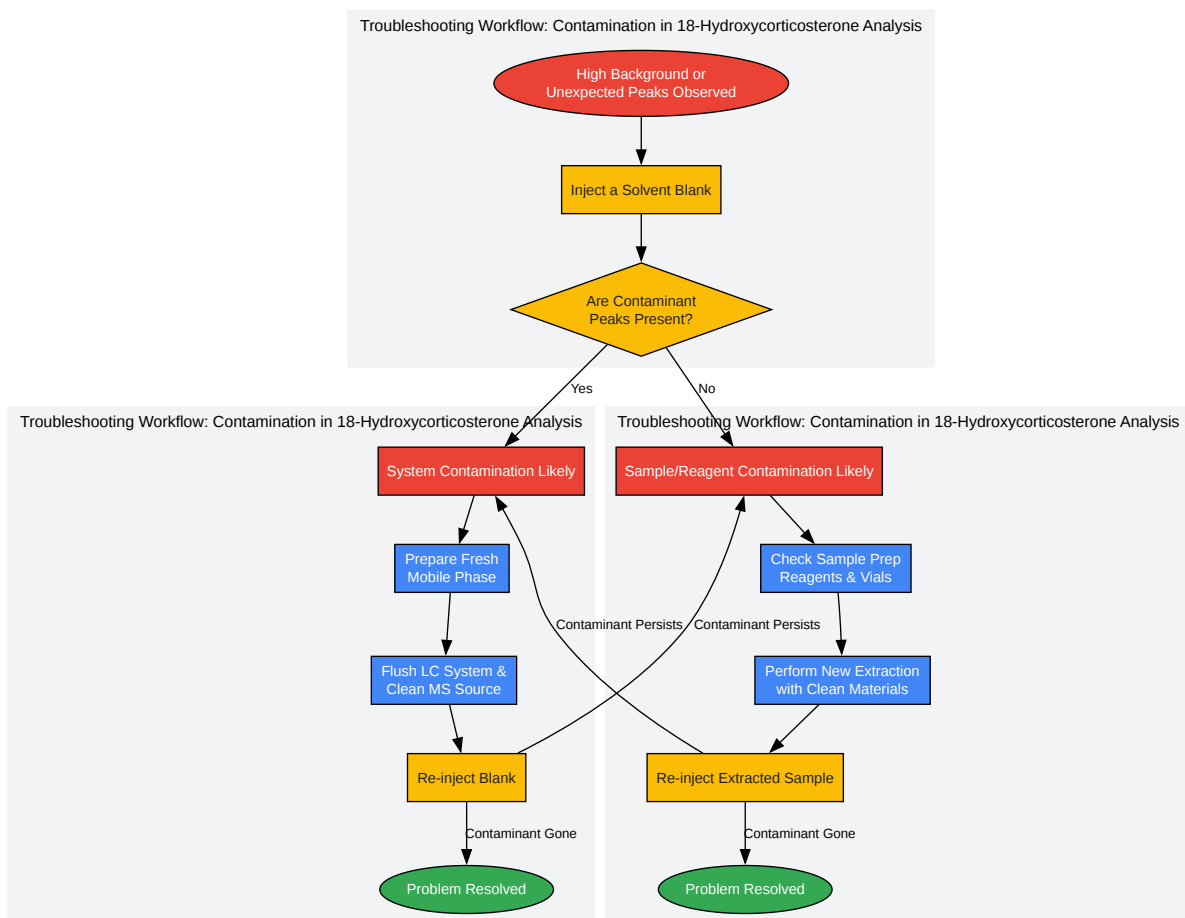 Troubleshooting Workflow: Contamination in 18-Hydroxycorticosterone Analysis
High Background or
Unexpected Peaks Observed
Inject a Solvent Blank
Are Contaminant
Peaks Present?
Yes
No
Troubleshooting Workflow: Contamination in 18-Hydroxycorticosterone Analysis
System Contamination Likely
Prepare Fresh
Mobile Phase
Flush LC System &
Clean MS Source
Re-inject Blank
Contaminant Persists
Contaminant Gone
Problem Resolved
Troubleshooting Workflow: Contamination in 18-Hydroxycorticosterone Analysis
Sample/Reagent Contamination Likely
Check Sample Prep
Reagents & Vials
Contaminant Persists
Perform New Extraction
with Clean Materials
Re-inject Extracted Sample
Contaminant Gone
Problem Resolved